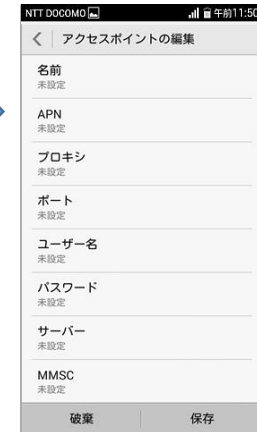 NTT DOCOMO 午前11:50
アクセスポイントの編集
名前
未設定
APN
未設定
プロキシ
未設定
ポート
未設定
ユーザー名
未設定
パスワード
未設定
サーバー
未設定
MMSC
未設定
破棄 保存